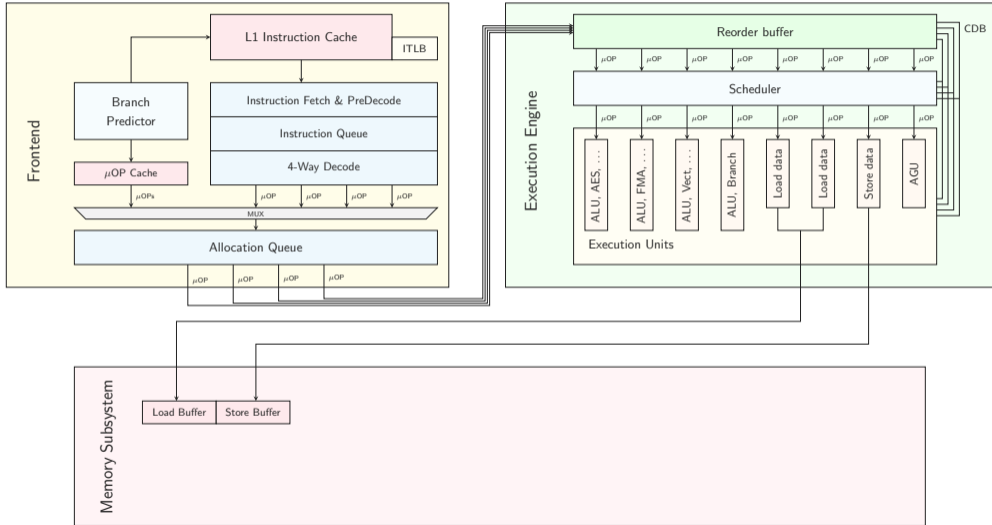 Frontend
L1 Instruction Cache
ITLB
Branch
Predictor
Instruction Fetch & PreDecode
Instruction Queue
4-Way Decode
μOP Cache
μOPs
μOP
μOP
μOP
μOP
MUX
Allocation Queue
μOP
μOP
μOP
μOP
Execution Engine
Reorder buffer
CDB
μOP
μOP
μOP
μOP
μOP
μOP
μOP
μOP
Scheduler
μOP
μOP
μOP
μOP
μOP
μOP
μOP
μOP
ALU, AES, ...
ALU, FMA, ...
ALU, Vect, ...
ALU, Branch
Load data
Load data
Store data
AGU
Execution Units
Memory Subsystem
Load Buffer
Store Buffer